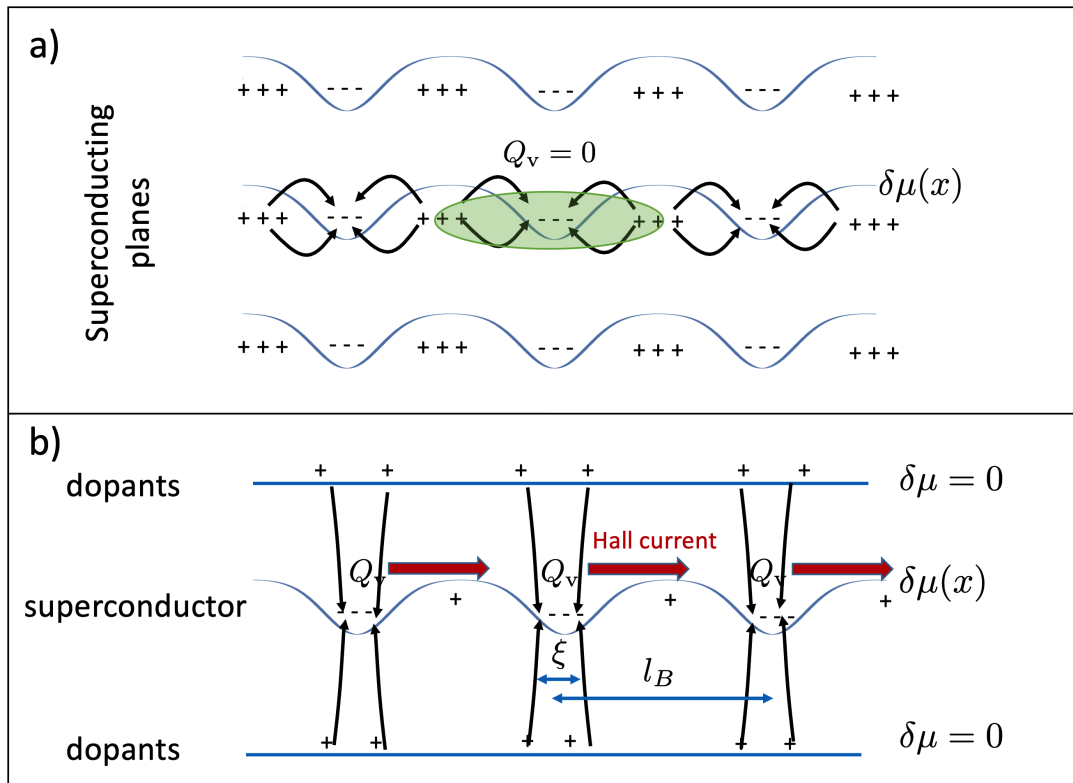 a)
+ + + - - - + + + - - - + + + - - - + + +
Superconducting
planes
Q_v = 0
δμ(x)
+ + + - - - + + + - - - + + + - - - + + +
+ + + - - - + + + - - - + + + - - - + + +
b)
+ + + + + +
dopants
δμ = 0
Hall current
Q_v Q_v Q_v
δμ(x)
superconductor
- - - + - - - + - - - +
ξ
l_B
+ + + + + +
dopants
δμ = 0